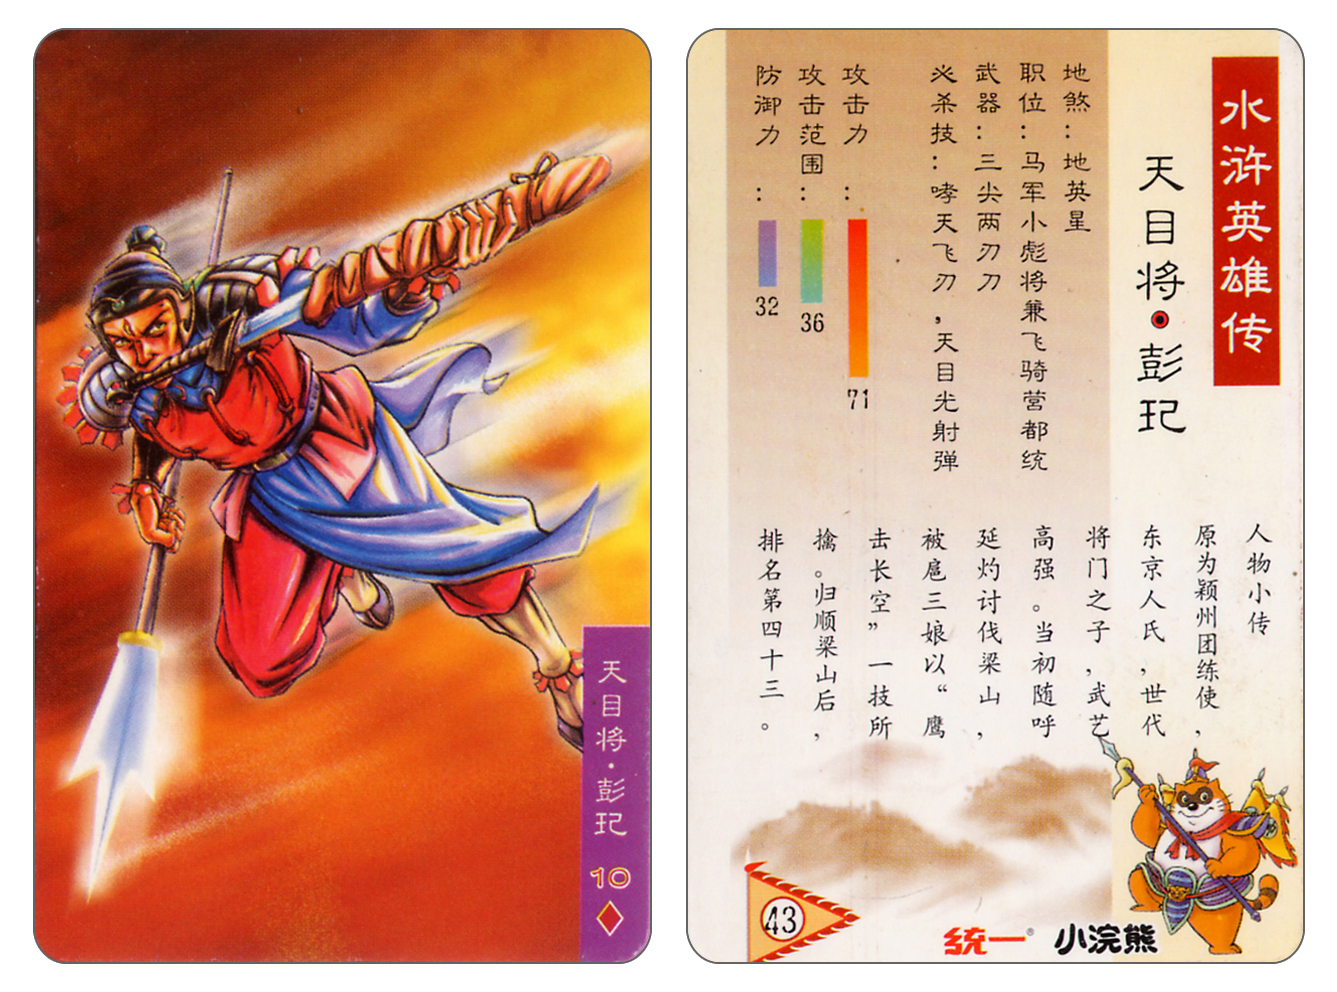 天目将·彭玘
10
水浒英雄传
天目将·彭玘
地煞：地英星
职位：马军小彪将兼飞骑营都统
武器：三尖两刃刀
必杀技：哮天飞刃，天目光射弹
攻击力：
71
攻击范围：
36
防御力：
32
人物小传
原为颖州团练使，
东京人氏，世代
将门之子，武艺
高强。当初随呼
延灼讨伐梁山，
被扈三娘以“鹰
击长空”一技所
擒。归顺梁山后，
排名第四十三。
43
统一®
小浣熊